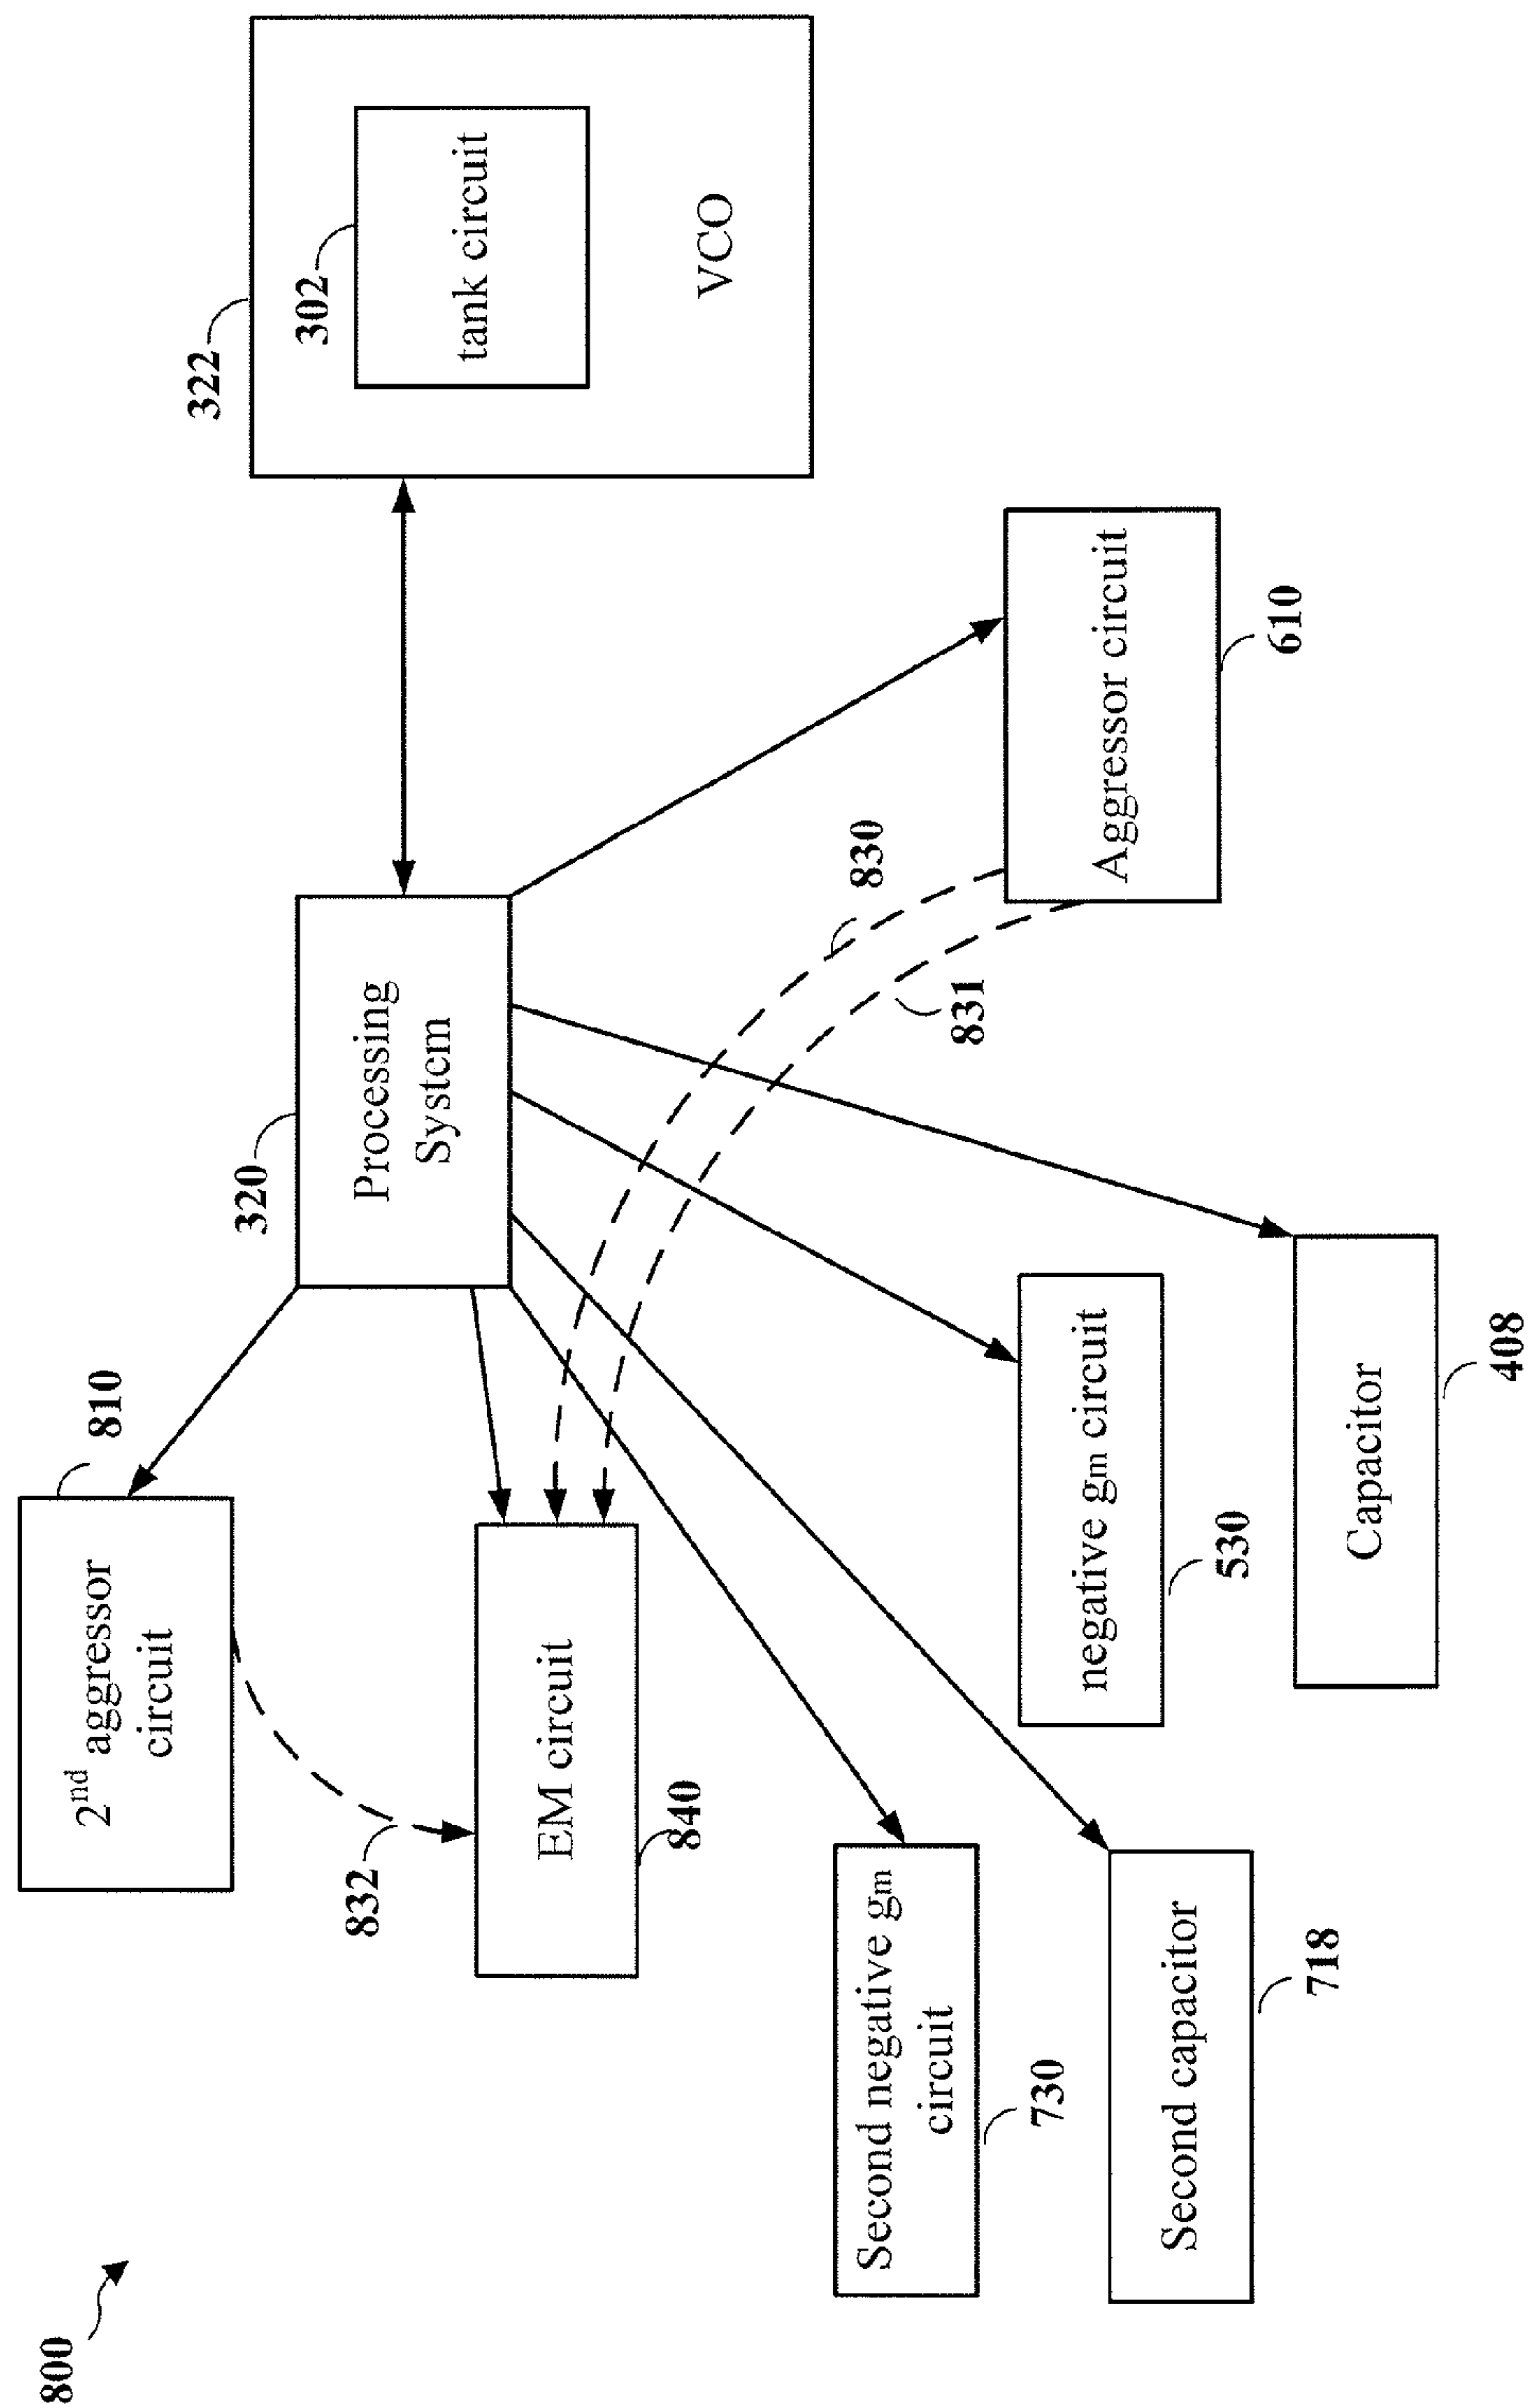 800
2nd aggressor
circuit
810
832
EM circuit
840
320
Processing
System
322
302
tank circuit
VCO
830
831
Aggressor circuit
610
Second negative gm
circuit
730
negative gm circuit
530
Second capacitor
718
Capacitor
408